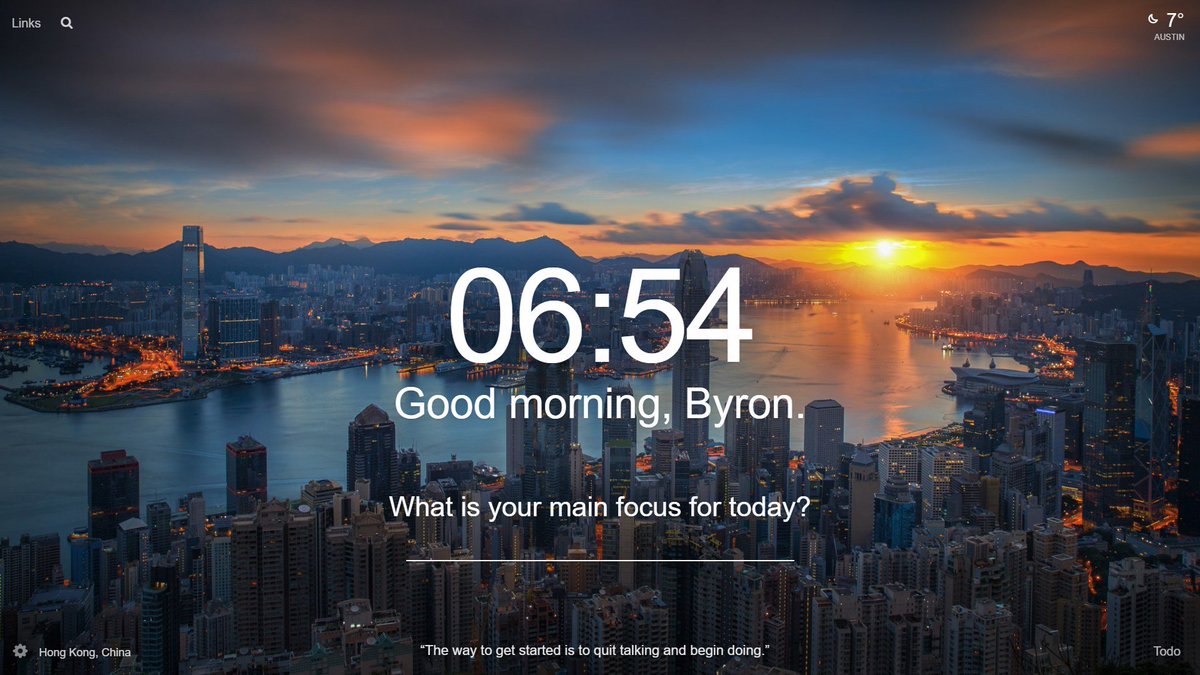 Links
7°
AUSTIN
06:54
Good morning, Byron.
What is your main focus for today?
Hong Kong, China
“The way to get started is to quit talking and begin doing.”
Todo